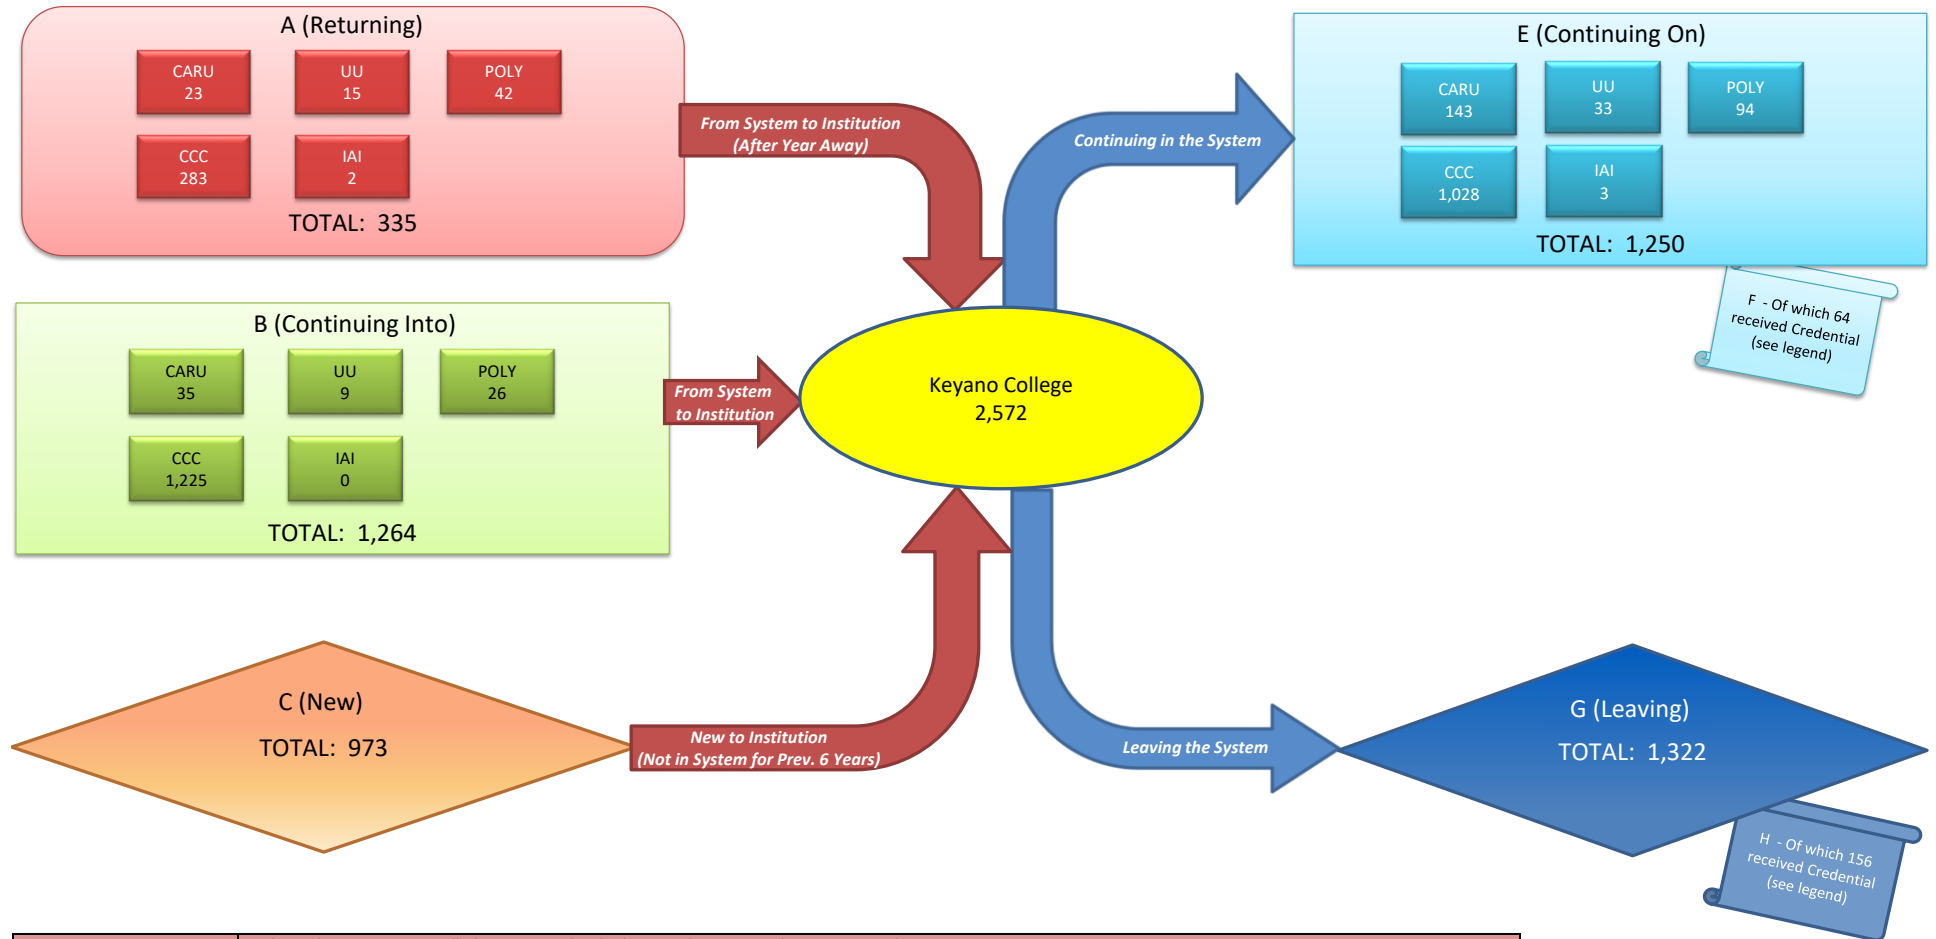 A (Returning)
CARU
23
UU
15
POLY
42
CCC
283
IAI
2
TOTAL:  335
From System to Institution
(After Year Away)
B (Continuing Into)
CARU
35
UU
9
POLY
26
CCC
1,225
IAI
0
TOTAL:  1,264
From System
to Institution
C (New)
TOTAL:  973
New to Institution
(Not in System for Prev. 6 Years)
Keyano College
2,572
Continuing in the System
E (Continuing On)
CARU
143
UU
33
POLY
94
CCC
1,028
IAI
3
TOTAL:  1,250
F - Of which 64
received Credential
(see legend)
Leaving the System
G (Leaving)
TOTAL:  1,322
H - Of which 156
received Credential
(see legend)